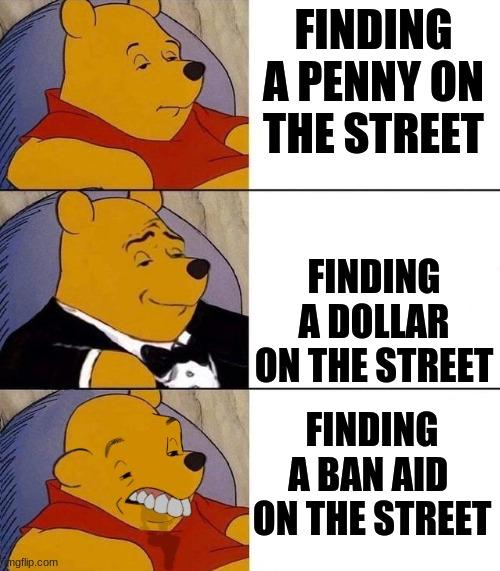 FINDING
A PENNY ON
THE STREET
FINDING
A DOLLAR
ON THE STREET
FINDING
A BAN AID
ON THE STREET
imgflip.com